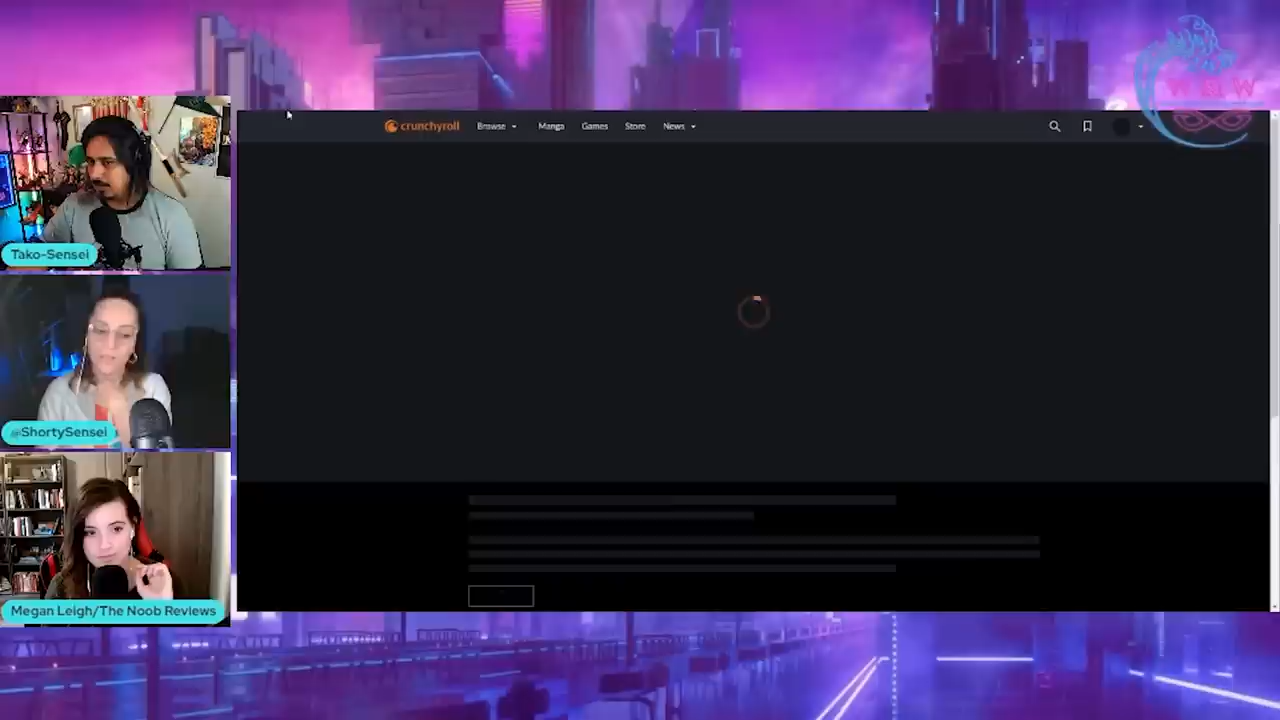 crunchyroll Browse Manga Games Store News
Tako-Sensei
@ShortySensei
Megan Leigh/The Noob Reviews